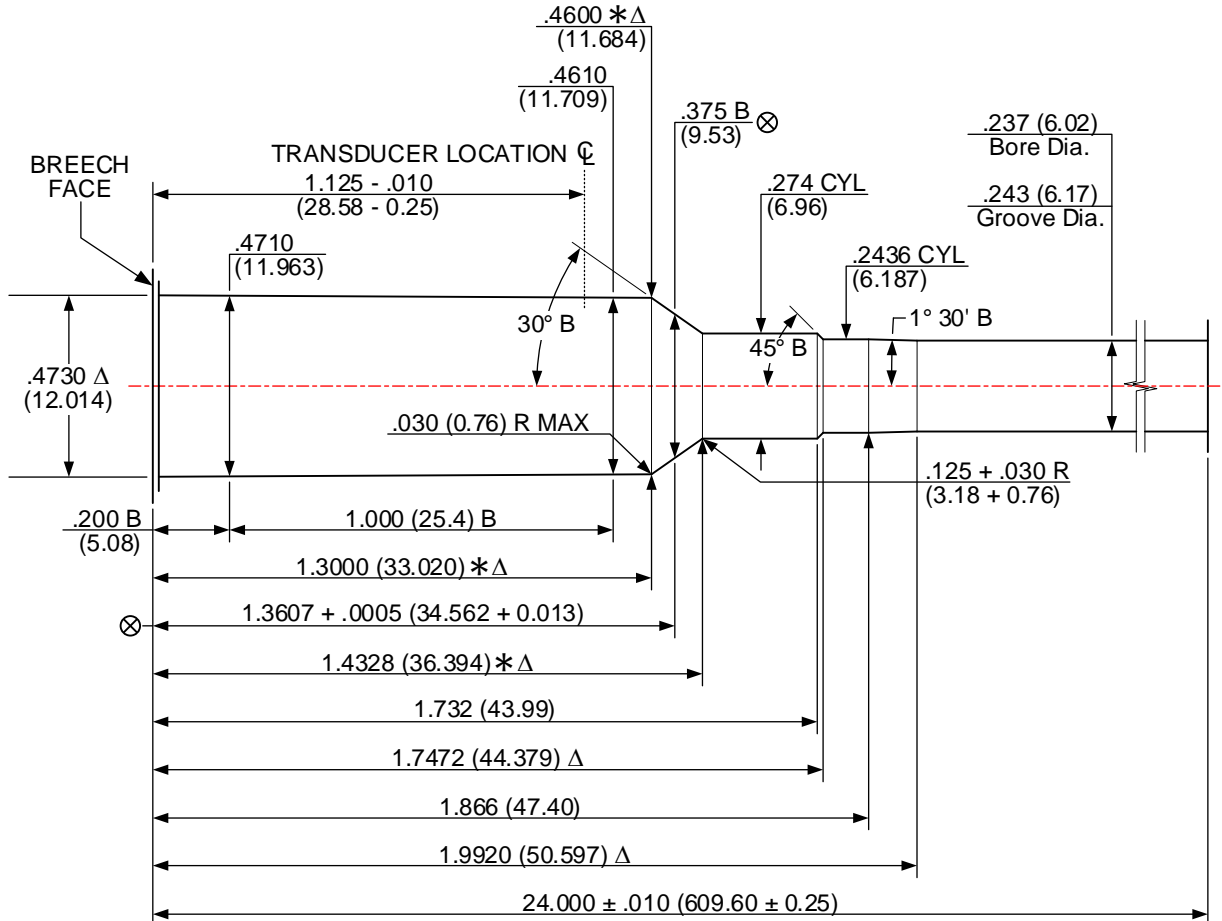 .4600 ✱ Δ
(11.684)
.4610
(11.709)
.375 B ⊗
(9.53)
.237 (6.02)
Bore Dia.
BREECH
FACE
TRANSDUCER LOCATION ℄
1.125 - .010
(28.58 - 0.25)
.274 CYL
(6.96)
.243 (6.17)
Groove Dia.
.4710
(11.963)
.2436 CYL
(6.187)
30° B
45° B
1° 30' B
.4730 Δ
(12.014)
.030 (0.76) R MAX
.125 + .030 R
(3.18 + 0.76)
.200 B
(5.08)
1.000 (25.4) B
1.3000 (33.020) ✱ Δ
⊗ 1.3607 + .0005 (34.562 + 0.013)
1.4328 (36.394) ✱ Δ
1.732 (43.99)
1.7472 (44.379) Δ
1.866 (47.40)
1.9920 (50.597) Δ
24.000 ± .010 (609.60 ± 0.25)